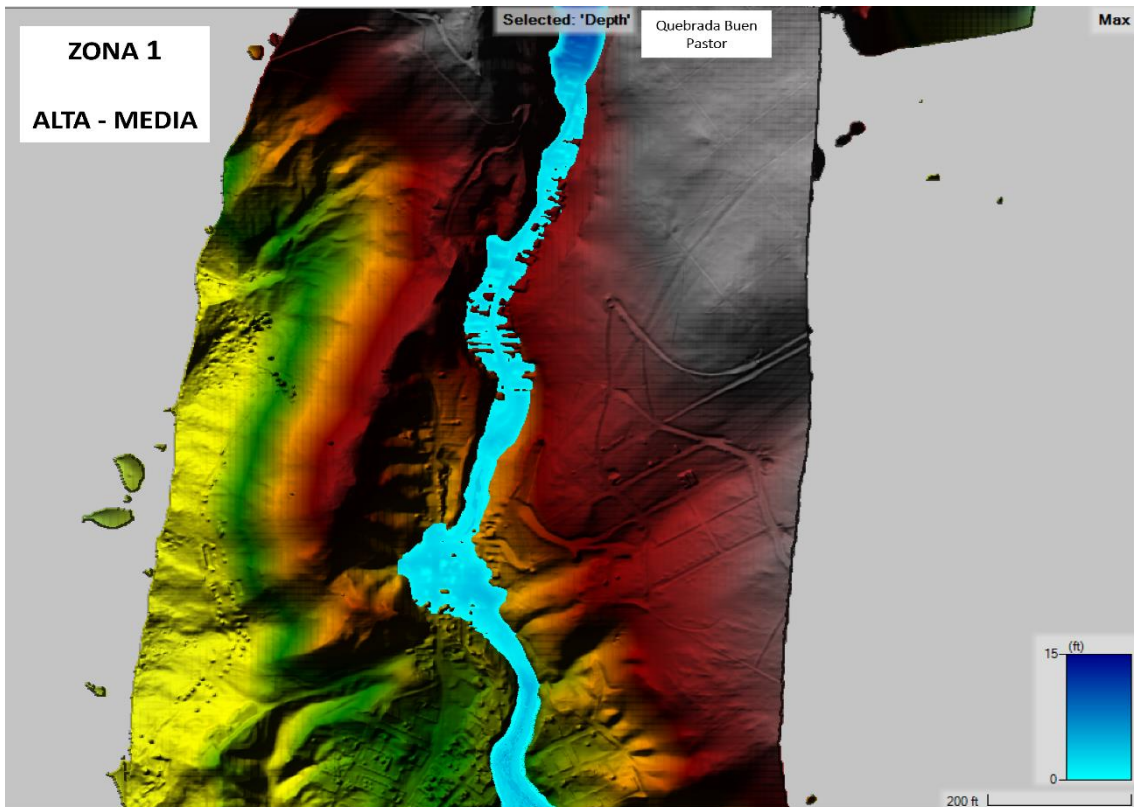 ZONA 1
ALTA - MEDIA
Selected: 'Depth'
Quebrada Buen
Pastor
Max
(ft)
15
0
200 ft